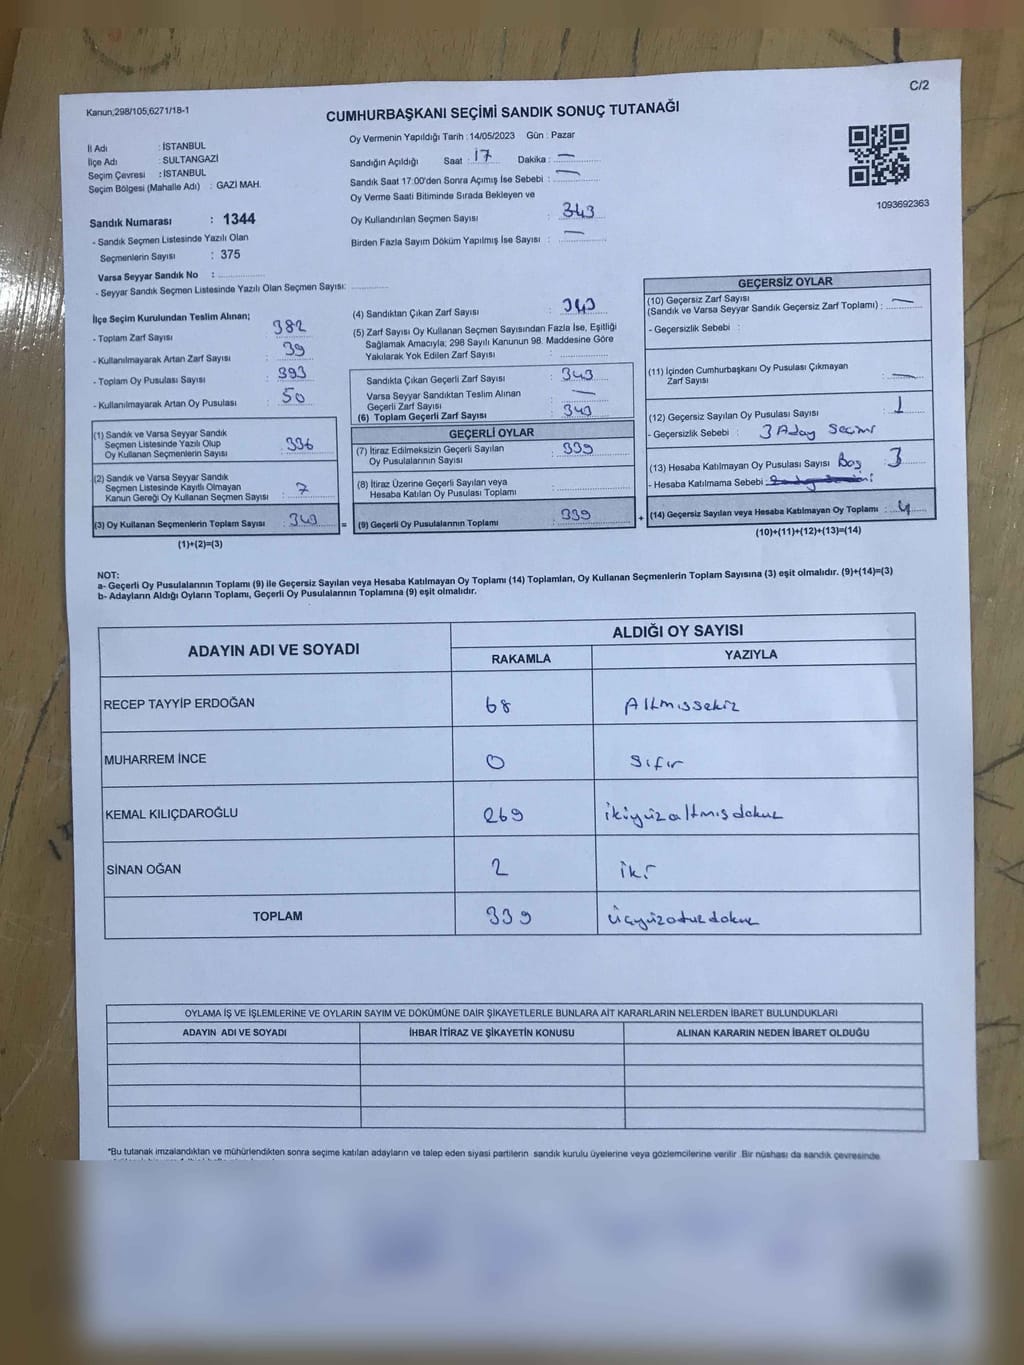 Kanun,298/105,6271/18-1
C/2
CUMHURBAŞKANI SEÇİMİ SANDIK SONUÇ TUTANAĞI
İl Adı : İSTANBUL
İlçe Adı : SULTANGAZİ
Seçim Çevresi : İSTANBUL
Seçim Bölgesi (Mahalle Adı) : GAZİ MAH.
Sandık Numarası : 1344
- Sandık Seçmen Listesinde Yazılı Olan
Seçmenlerin Sayısı : 375
Varsa Seyyar Sandık No :
- Seyyar Sandık Seçmen Listesinde Yazılı Olan Seçmen Sayısı:
Oy Vermenin Yapıldığı Tarih : 14/05/2023 Gün : Pazar
Sandığın Açıldığı Saat : 17 Dakika : —
Sandık Saat 17:00'den Sonra Açımış İse Sebebi : —
Oy Verme Saati Bitiminde Sırada Bekleyen ve
Oy Kullandırılan Seçmen Sayısı : 343
Birden Fazla Sayım Döküm Yapılmış İse Sayısı : —
1093692363
İlçe Seçim Kurulundan Teslim Alınan;
- Toplam Zarf Sayısı : 382
- Kullanılmayarak Artan Zarf Sayısı : 39
- Toplam Oy Pusulası Sayısı : 393
- Kullanılmayarak Artan Oy Pusulası : 50
(1) Sandık ve Varsa Seyyar Sandık
Seçmen Listesinde Yazılı Olup
Oy Kullanan Seçmenlerin Sayısı : 336
(2) Sandık ve Varsa Seyyar Sandık
Seçmen Listesinde Kayıtlı Olmayan
Kanun Gereği Oy Kullanan Seçmen Sayısı : 7
(3) Oy Kullanan Seçmenlerin Toplam Sayısı : 343 =
(1)+(2)=(3)
(4) Sandıktan Çıkan Zarf Sayısı : 343
(5) Zarf Sayısı Oy Kullanan Seçmen Sayısından Fazla İse, Eşitliği
Sağlamak Amacıyla; 298 Sayılı Kanunun 98. Maddesine Göre
Yakılarak Yok Edilen Zarf Sayısı :
Sandıkta Çıkan Geçerli Zarf Sayısı : 343
Varsa Seyyar Sandıktan Teslim Alınan
Geçerli Zarf Sayısı : —
(6) Toplam Geçerli Zarf Sayısı : 343
GEÇERLİ OYLAR
(7) İtiraz Edilmeksizin Geçerli Sayılan
Oy Pusulalarının Sayısı : 339
(8) İtiraz Üzerine Geçerli Sayılan veya
Hesaba Katılan Oy Pusulası Toplamı :
(9) Geçerli Oy Pusulalarının Toplamı : 339 +
GEÇERSİZ OYLAR
(10) Geçersiz Zarf Sayısı
(Sandık ve Varsa Seyyar Sandık Geçersiz Zarf Toplamı) : —
- Geçersizlik Sebebi :
(11) İçinden Cumhurbaşkanı Oy Pusulası Çıkmayan
Zarf Sayısı : —
(12) Geçersiz Sayılan Oy Pusulası Sayısı : 1
- Geçersizlik Sebebi : 3 Aday Seçimi
(13) Hesaba Katılmayan Oy Pusulası Sayısı Boş : 3
- Hesaba Katılmama Sebebi
(14) Geçersiz Sayılan veya Hesaba Katılmayan Oy Toplamı : 4
(10)+(11)+(12)+(13)=(14)
NOT:
a- Geçerli Oy Pusulalarının Toplamı (9) ile Geçersiz Sayılan veya Hesaba Katılmayan Oy Toplamı (14) Toplamları, Oy Kullanan Seçmenlerin Toplam Sayısına (3) eşit olmalıdır. (9)+(14)=(3)
b- Adayların Aldığı Oyların Toplamı, Geçerli Oy Pusulalarının Toplamına (9) eşit olmalıdır.
ADAYIN ADI VE SOYADI
ALDIĞI OY SAYISI
RAKAMLA YAZIYLA
RECEP TAYYİP ERDOĞAN 68 Altmışsekiz
MUHARREM İNCE 0 Sıfır
KEMAL KILIÇDAROĞLU 269 ikiyüzaltmışdokuz
SİNAN OĞAN 2 iki
TOPLAM 339 Üçyüzotuzdokuz
OYLAMA İŞ VE İŞLEMLERİNE VE OYLARIN SAYIM VE DÖKÜMÜNE DAİR ŞİKAYETLERLE BUNLARA AİT KARARLARIN NELERDEN İBARET BULUNDUKLARI
ADAYIN ADI VE SOYADI İHBAR İTİRAZ VE ŞİKAYETİN KONUSU ALINAN KARARIN NEDEN İBARET OLDUĞU
*Bu tutanak imzalandıktan ve mühürlendikten sonra seçime katılan adayların ve talep eden siyasi partilerin sandık kurulu üyelerine veya gözlemcilerine verilir .Bir nüshası da sandık çevresinde